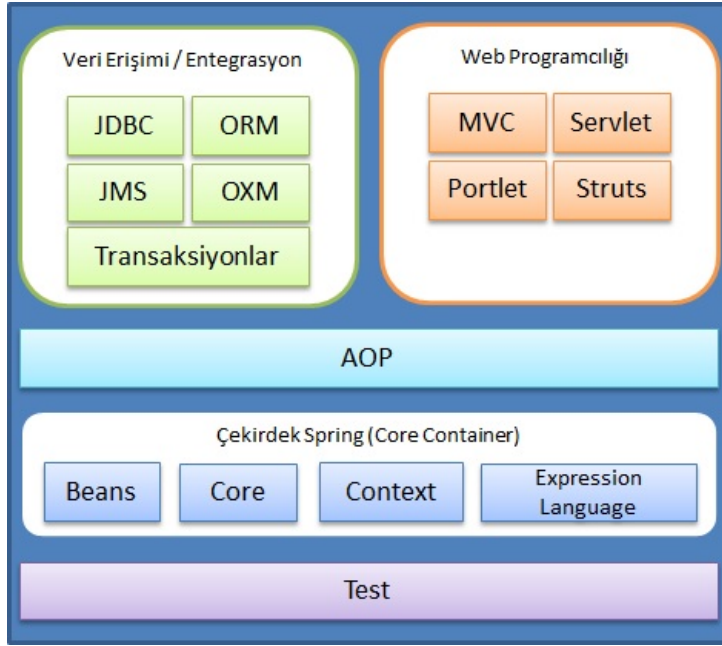 Veri Erişimi / Entegrasyon
JDBC
ORM
JMS
OXM
Transaksiyonlar
Web Programcılığı
MVC
Servlet
Portlet
Struts
AOP
Çekirdek Spring (Core Container)
Beans
Core
Context
Expression
Language
Test